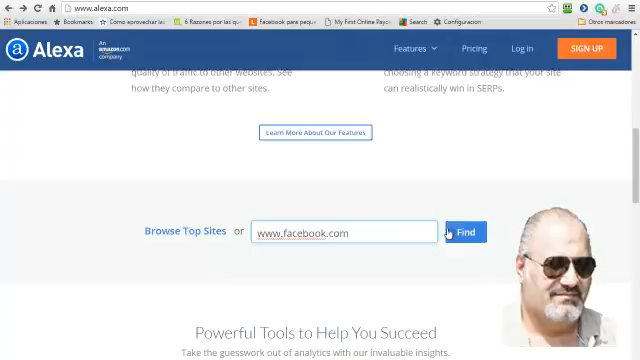 www.alexa.com
Aplicaciones
Bookmarks
Como aprovechar la
6 Razones por las qu
Facebook para peque
My First Online Payo
Search
Configuracion
Otros marcadores
Alexa
An
amazon.com
company
Features
Pricing
Log in
SIGN UP
quality of traffic to other websites. See
how they compare to other sites.
choosing a keyword strategy that your site
can realistically win in SERPs.
Learn More About Our Features
Browse Top Sites or
www.facebook.com
Find
Powerful Tools to Help You Succeed
Take the guesswork out of analytics with our invaluable insights.